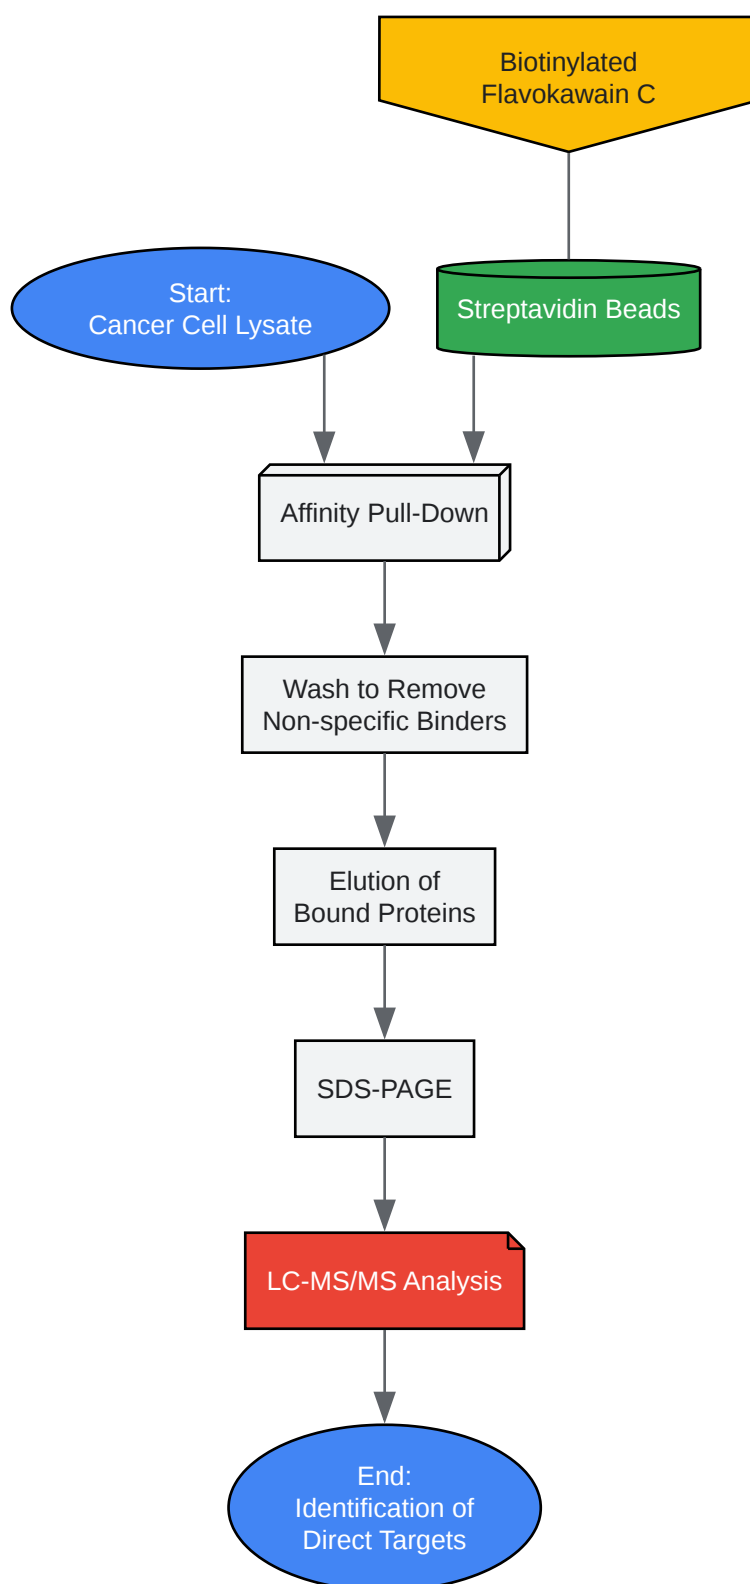 Biotinylated
Flavokawain C
Start:
Cancer Cell Lysate
Streptavidin Beads
Affinity Pull-Down
Wash to Remove
Non-specific Binders
Elution of
Bound Proteins
SDS-PAGE
LC-MS/MS Analysis
End:
Identification of
Direct Targets